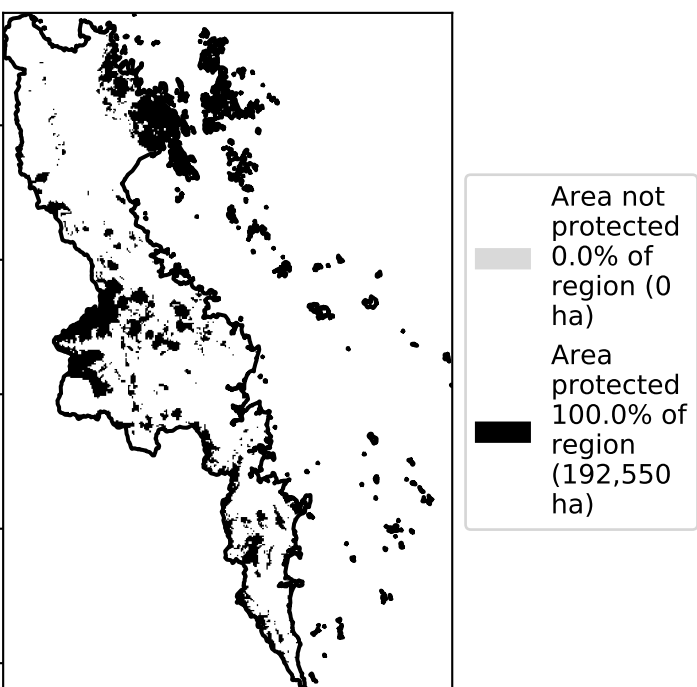 Area not
protected
0.0% of
region (0
ha)
Area
protected
100.0% of
region
(192,550
ha)